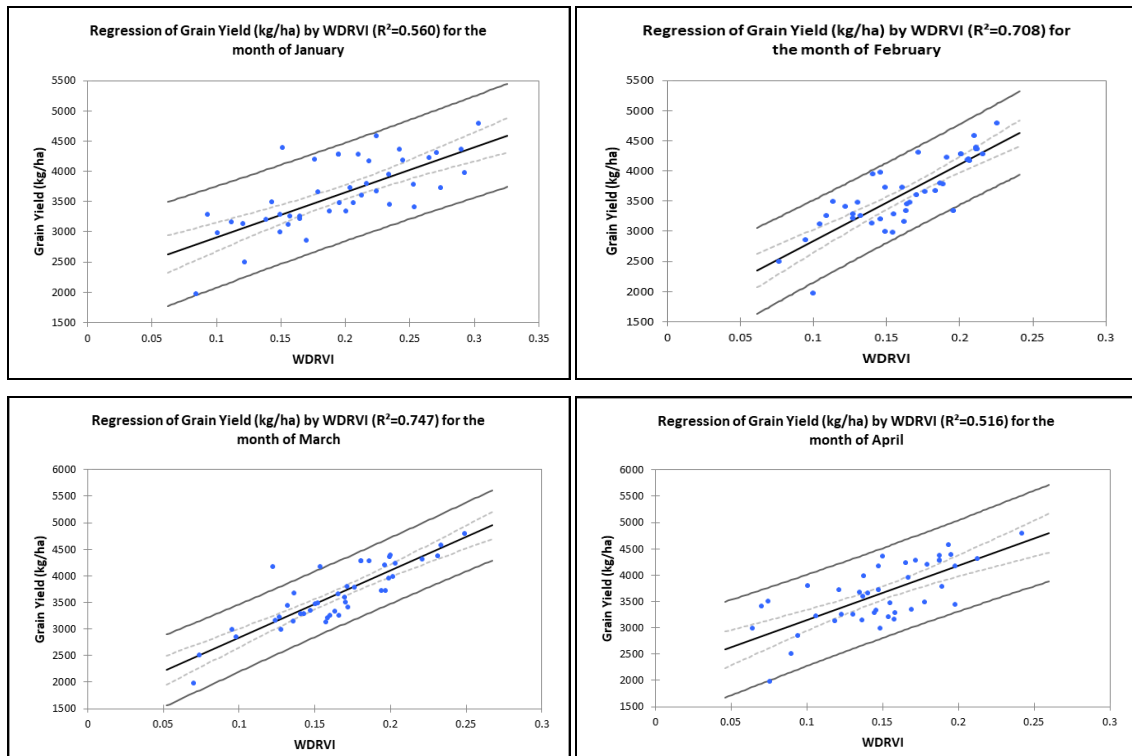 Regression of Grain Yield (kg/ha) by WDRVI (R²=0.560) for the
month of January
5500
5000
4500
4000
3500
3000
2500
2000
1500
Grain Yield (kg/ha)
0 0.05 0.1 0.15 0.2 0.25 0.3 0.35
WDRVI
Regression of Grain Yield (kg/ha) by WDRVI (R²=0.708) for
the month of February
5500
5000
4500
4000
3500
3000
2500
2000
1500
Grain Yield (kg/ha)
0 0.05 0.1 0.15 0.2 0.25 0.3
WDRVI
Regression of Grain Yield (kg/ha) by WDRVI (R²=0.747) for the
month of March
6000
5500
5000
4500
4000
3500
3000
2500
2000
1500
Grain Yield (kg/ha)
0 0.05 0.1 0.15 0.2 0.25 0.3
WDRVI
Regression of Grain Yield (kg/ha) by WDRVI (R²=0.516) for the
month of April
6000
5500
5000
4500
4000
3500
3000
2500
2000
1500
Grain Yield (kg/ha)
0 0.05 0.1 0.15 0.2 0.25 0.3
WDRVI